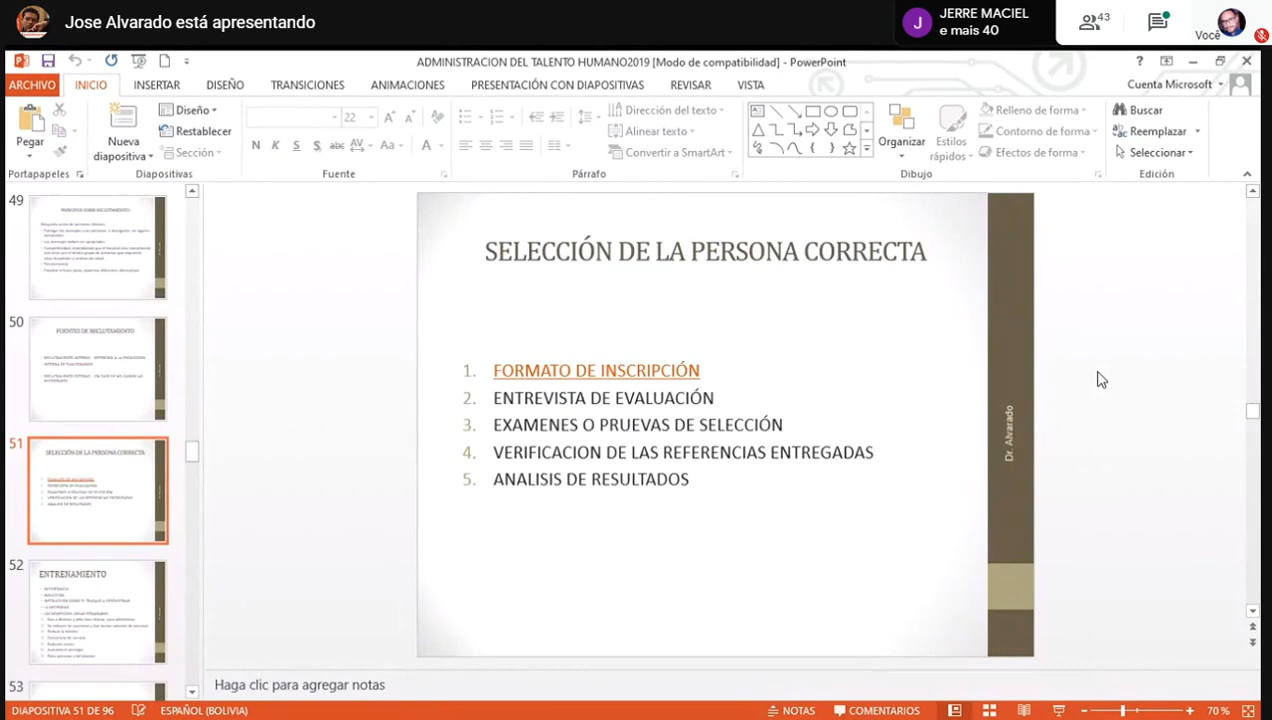 Jose Alvarado está apresentando
JERRE MACIEL
e mais 40
43
Você
ADMINISTRACION DEL TALENTO HUMANO2019 [Modo de compatibilidad] - PowerPoint
ARCHIVO INICIO INSERTAR DISEÑO TRANSICIONES ANIMACIONES PRESENTACIÓN CON DIAPOSITIVAS REVISAR VISTA Cuenta Microsoft
Pegar
Nueva diapositiva
Diseño
Restablecer
Sección
22
N K S S abc AV Aa A
Dirección del texto
Alinear texto
Convertir a SmartArt
Organizar
Estilos rápidos
Relleno de forma
Contorno de forma
Efectos de forma
Buscar
Reemplazar
Seleccionar
Portapapeles Diapositivas Fuente Párrafo Dibujo Edición
49
50
FUENTES DE RECLUTAMIENTO
51
SELECCIÓN DE LA PERSONA CORRECTA
52
ENTRENAMIENTO
53
SELECCIÓN DE LA PERSONA CORRECTA
1. FORMATO DE INSCRIPCIÓN
2. ENTREVISTA DE EVALUACIÓN
3. EXAMENES O PRUEVAS DE SELECCIÓN
4. VERIFICACION DE LAS REFERENCIAS ENTREGADAS
5. ANALISIS DE RESULTADOS
Dr. Alvarado
Haga clic para agregar notas
DIAPOSITIVA 51 DE 96 ESPAÑOL (BOLIVIA) NOTAS COMENTARIOS 70 %